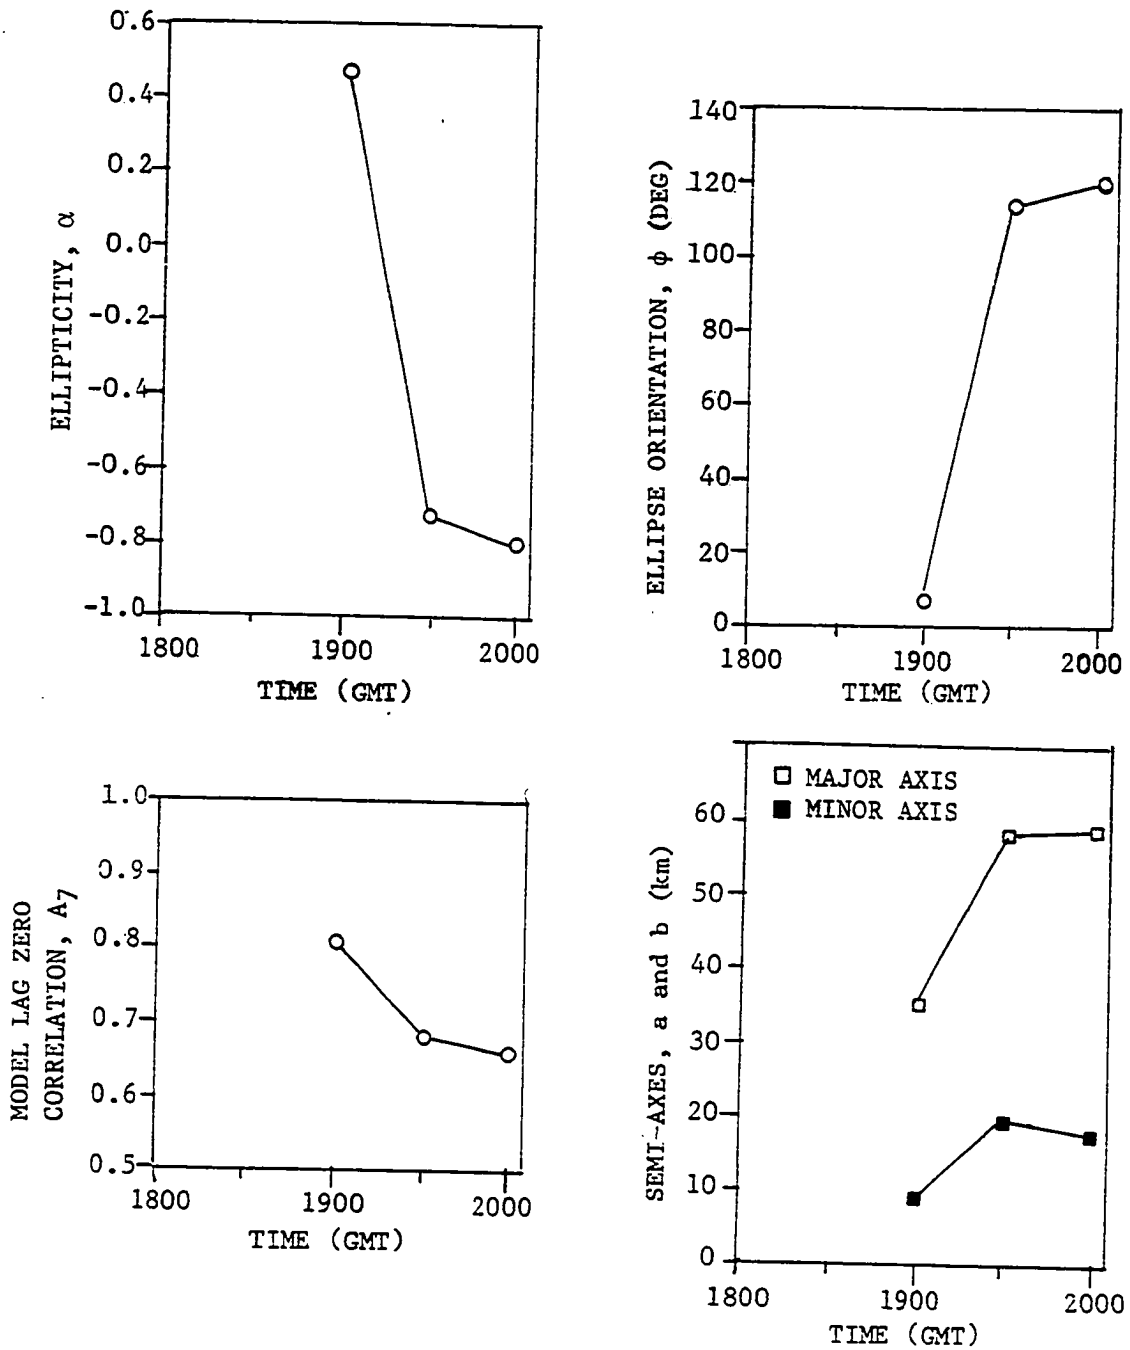 0.6
0.4
0.2
0.0
-0.2
-0.4
-0.6
-0.8
-1.0
ELLIPTICITY, α
1800 1900 2000
TIME (GMT)
140
120
100
80
60
40
20
0
ELLIPSE ORIENTATION, φ (DEG)
1800 1900 2000
TIME (GMT)
1.0
0.9
0.8
0.7
0.6
0.5
MODEL LAG ZERO
CORRELATION, A7
1800 1900 2000
TIME (GMT)
MAJOR AXIS
MINOR AXIS
60
50
40
30
20
10
0
SEMI-AXES, a and b (km)
1800 1900 2000
TIME (GMT)